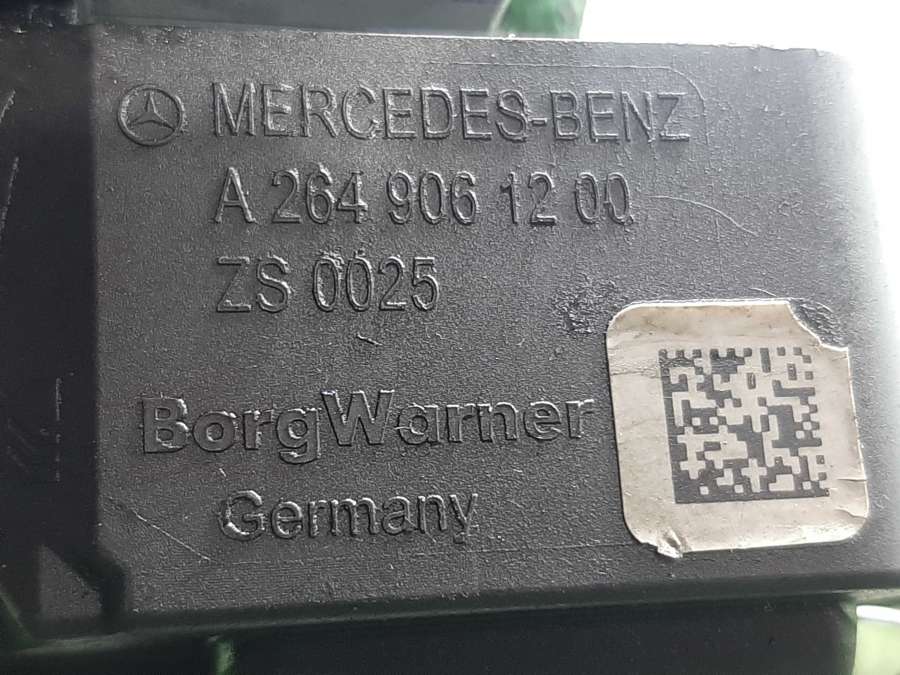 MERCEDES-BENZ
A 264 906 12 00
ZS 0025
BorgWarner
Germany